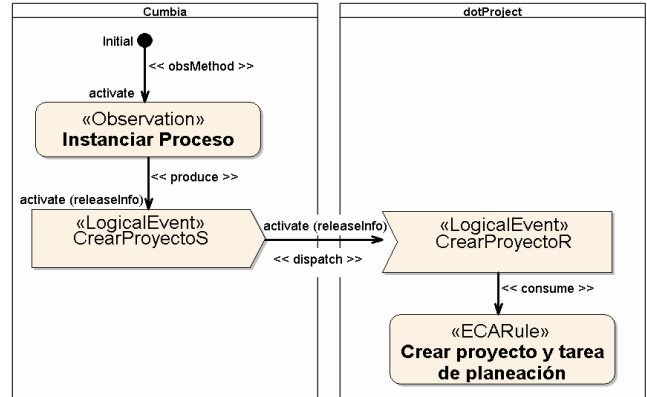 Cumbia
dotProject
Initial
<< obsMethod >>
activate
«Observation»
Instanciar Proceso
<< produce >>
activate (releaseInfo)
«LogicalEvent»
CrearProyectoS
activate (releaseInfo)
<< dispatch >>
«LogicalEvent»
CrearProyectoR
<< consume >>
«ECARule»
Crear proyecto y tarea
de planeación